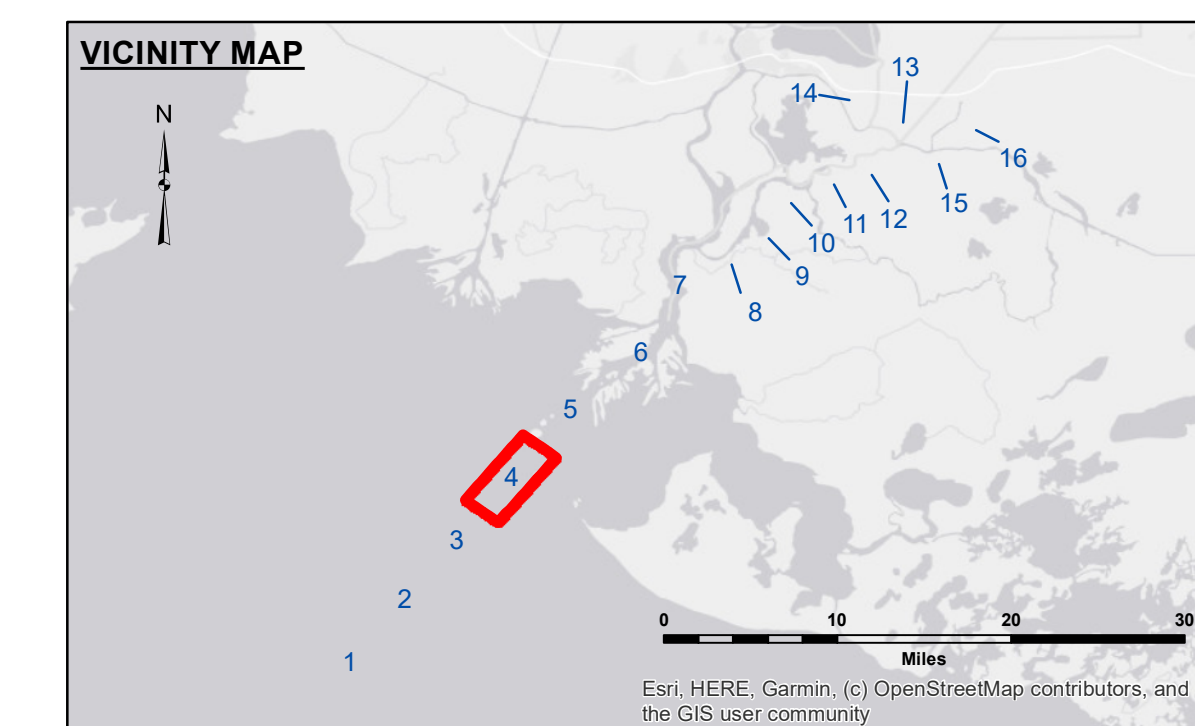 VICINITY MAP
N
13
14
16
15
12
11
10
9
8
7
6
5
4
3
2
1
0 10 20 30
Miles
Esri, HERE, Garmin, (c) OpenStreetMap contributors, and
the GIS user community